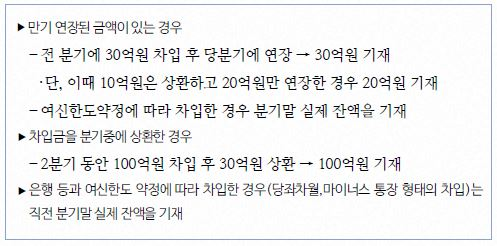 ▶ 만기 연장된 금액이 있는 경우
– 전 분기에 30억원 차입 후 당분기에 연장 → 30억원 기재
·단, 이때 10억원은 상환하고 20억원만 연장한 경우 20억원 기재
– 여신한도약정에 따라 차입한 경우 분기말 실제 잔액을 기재
▶ 차입금을 분기중에 상환한 경우
– 2분기 동안 100억원 차입 후 30억원 상환 → 100억원 기재
▶ 은행 등과 여신한도 약정에 따라 차입한 경우(당좌차월,마이너스 통장 형태의 차입)는
직전 분기말 실제 잔액을 기재